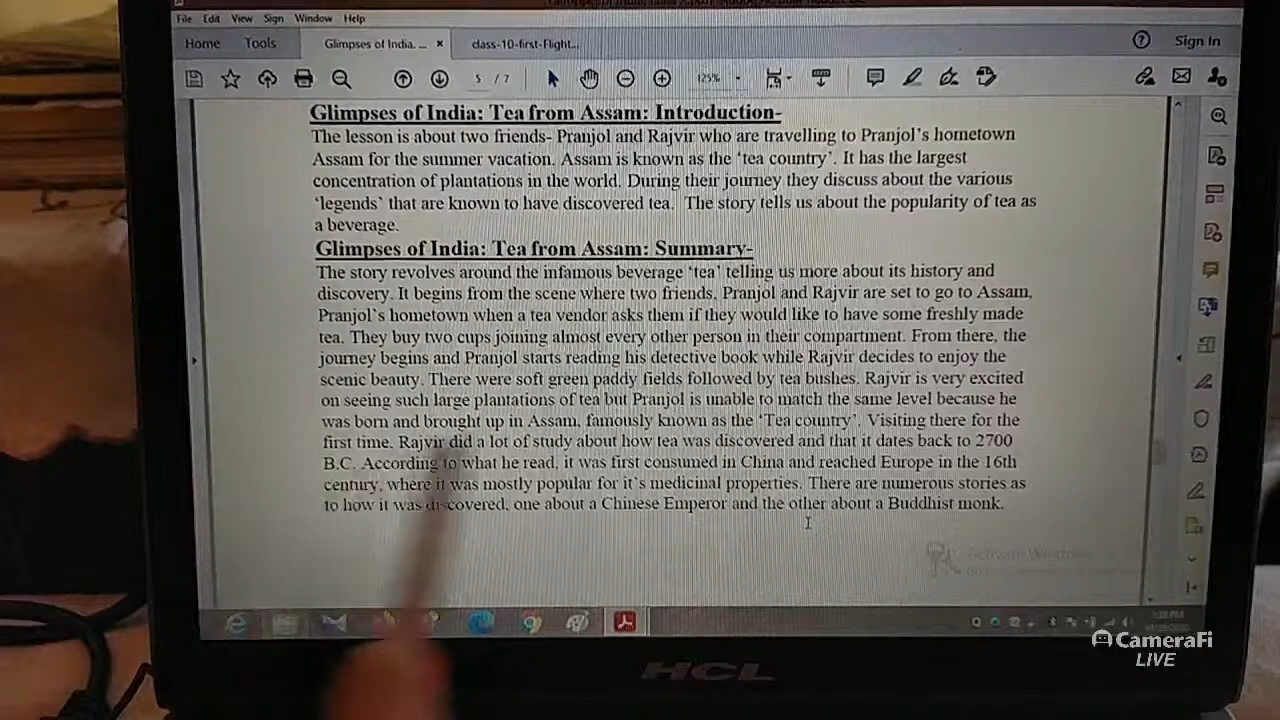 File Edit View Sign Window Help
Home Tools Glimpses of India.... × class-10-first-Flight... Sign In
5 / 7 125%
Glimpses of India: Tea from Assam: Introduction-
The lesson is about two friends- Pranjol and Rajvir who are travelling to Pranjol's hometown
Assam for the summer vacation. Assam is known as the 'tea country'. It has the largest
concentration of plantations in the world. During their journey they discuss about the various
'legends' that are known to have discovered tea. The story tells us about the popularity of tea as
a beverage.
Glimpses of India: Tea from Assam: Summary-
The story revolves around the infamous beverage 'tea' telling us more about its history and
discovery. It begins from the scene where two friends, Pranjol and Rajvir are set to go to Assam,
Pranjol's hometown when a tea vendor asks them if they would like to have some freshly made
tea. They buy two cups joining almost every other person in their compartment. From there, the
journey begins and Pranjol starts reading his detective book while Rajvir decides to enjoy the
scenic beauty. There were soft green paddy fields followed by tea bushes. Rajvir is very excited
on seeing such large plantations of tea but Pranjol is unable to match the same level because he
was born and brought up in Assam, famously known as the 'Tea country'. Visiting there for the
first time, Rajvir did a lot of study about how tea was discovered and that it dates back to 2700
B.C. According to what he read, it was first consumed in China and reached Europe in the 16th
century, where it was mostly popular for it's medicinal properties. There are numerous stories as
to how it was discovered, one about a Chinese Emperor and the other about a Buddhist monk.
Activate Windows
CameraFi
LIVE
HCL